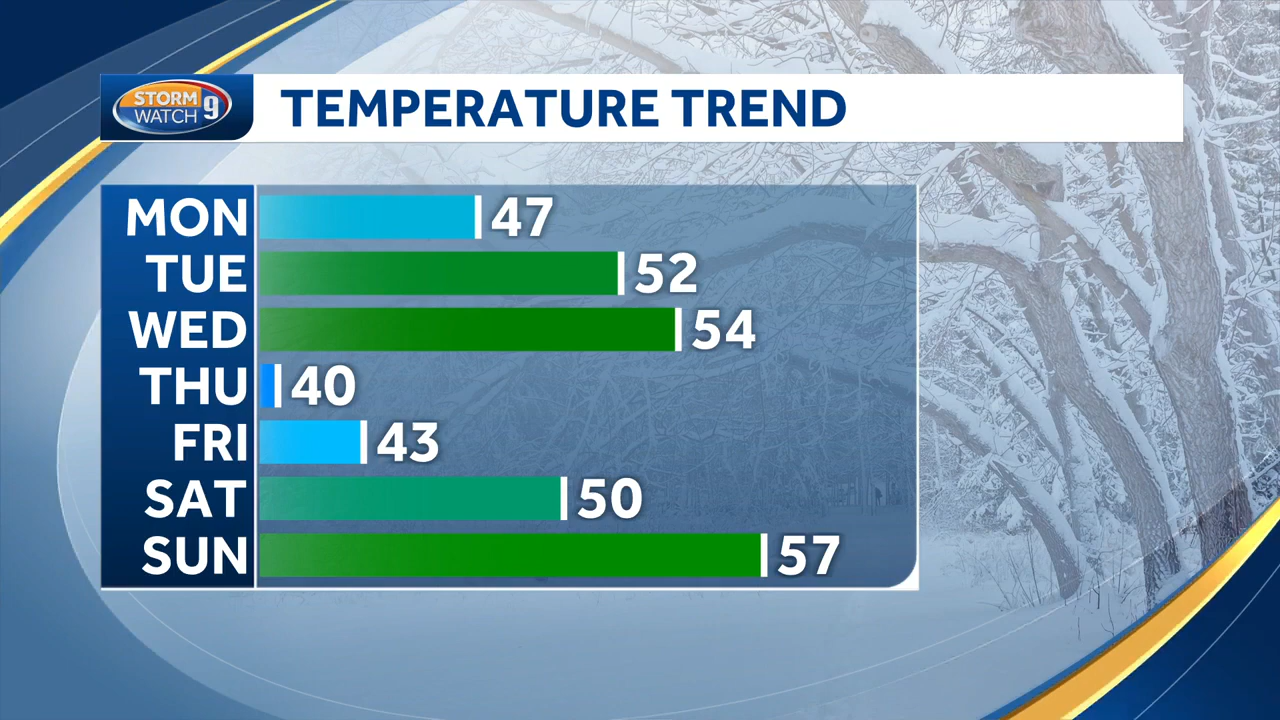 STORM
WATCH 9
TEMPERATURE TREND
MON 47
TUE 52
WED 54
THU 40
FRI 43
SAT 50
SUN 57